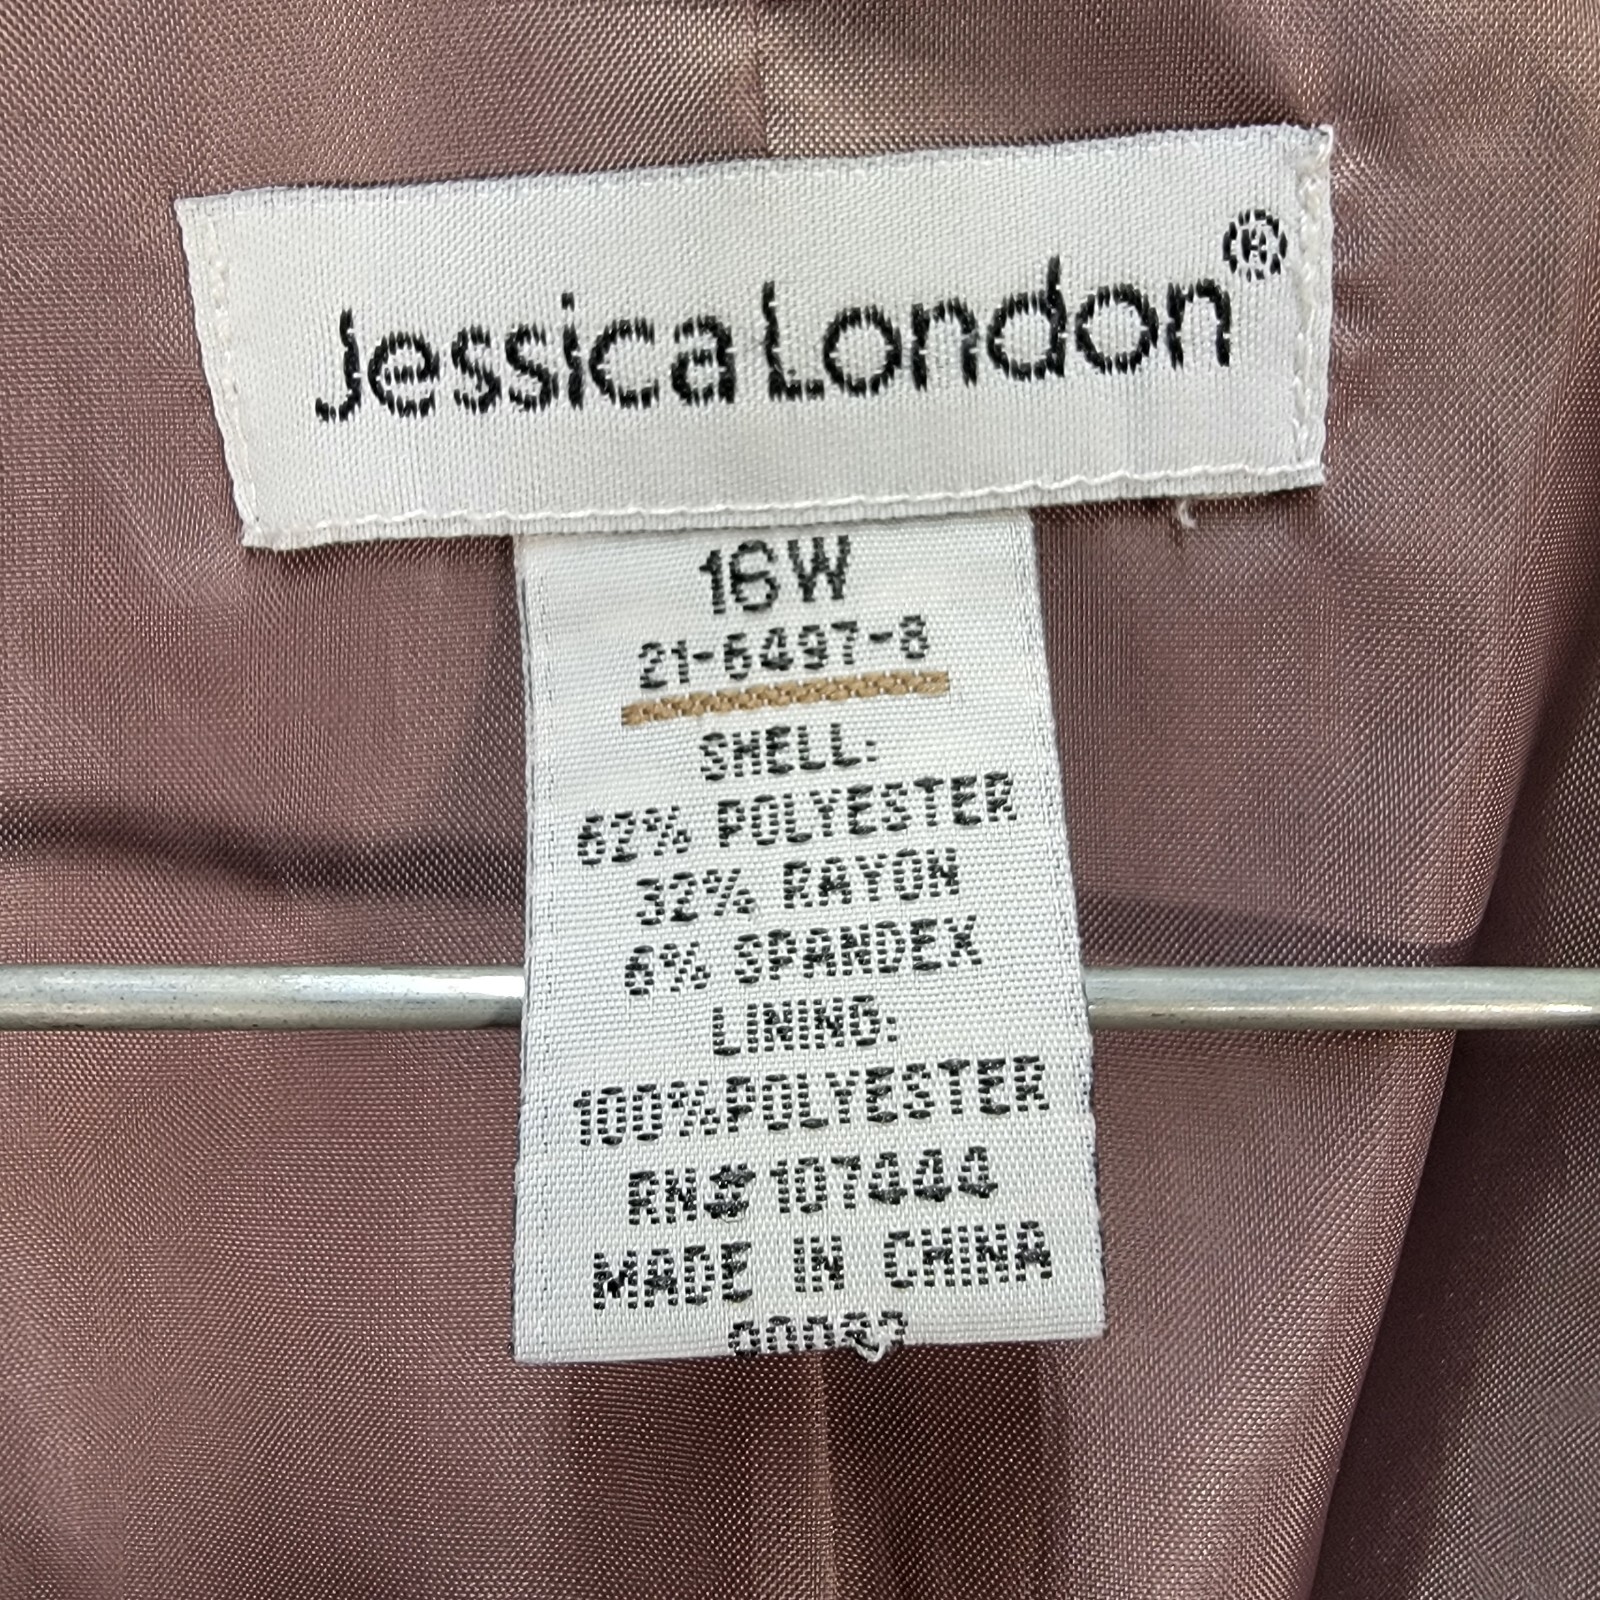 Jessica London®
16W
21-6497-8
SHELL:
62% POLYESTER
32% RAYON
6% SPANDEX
LINING:
100% POLYESTER
RN# 107444
MADE IN CHINA